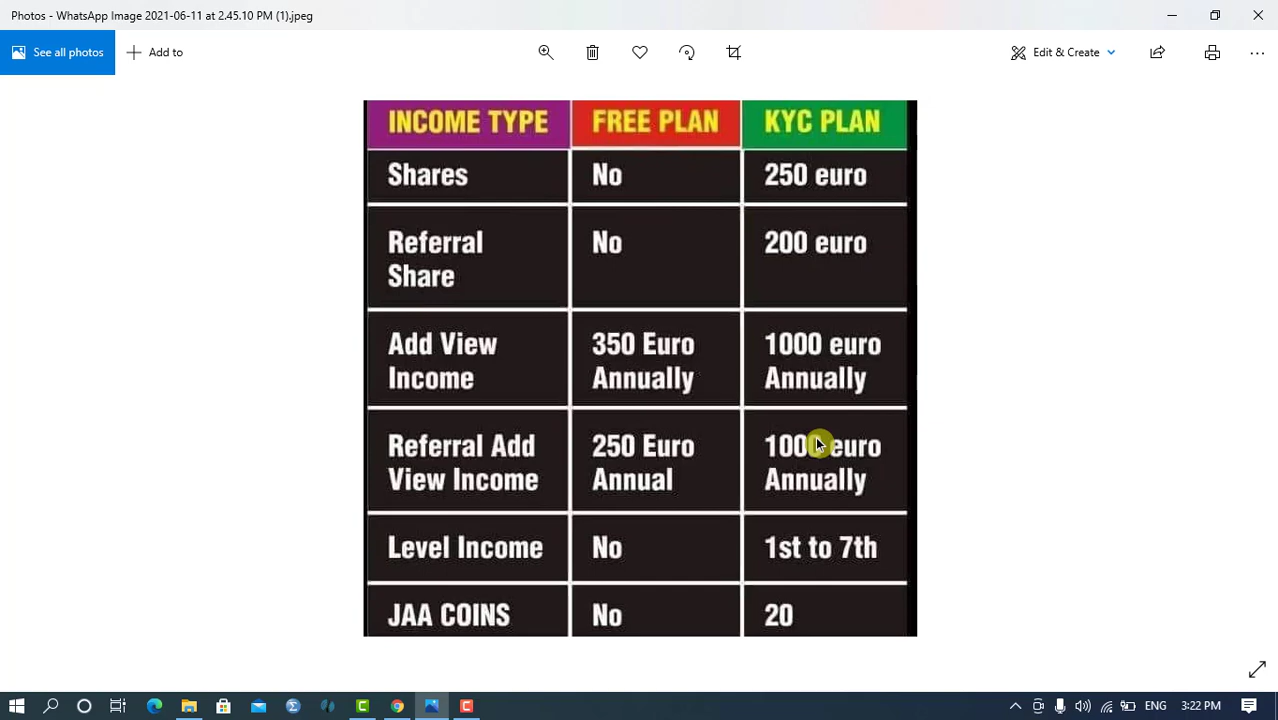 Photos - WhatsApp Image 2021-06-11 at 2.45.10 PM (1).jpeg
See all photos
Add to
Edit & Create
INCOME TYPE FREE PLAN KYC PLAN
Shares No 250 euro
Referral
Share
No 200 euro
Add View
Income
350 Euro
Annually
1000 euro
Annually
Referral Add
View Income
250 Euro
Annual
1000 euro
Annually
Level Income No 1st to 7th
JAA COINS No 20
ENG
3:22 PM